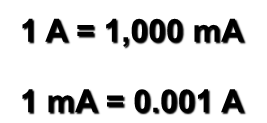 1 A = 1,000 mA
1 mA = 0.001 A